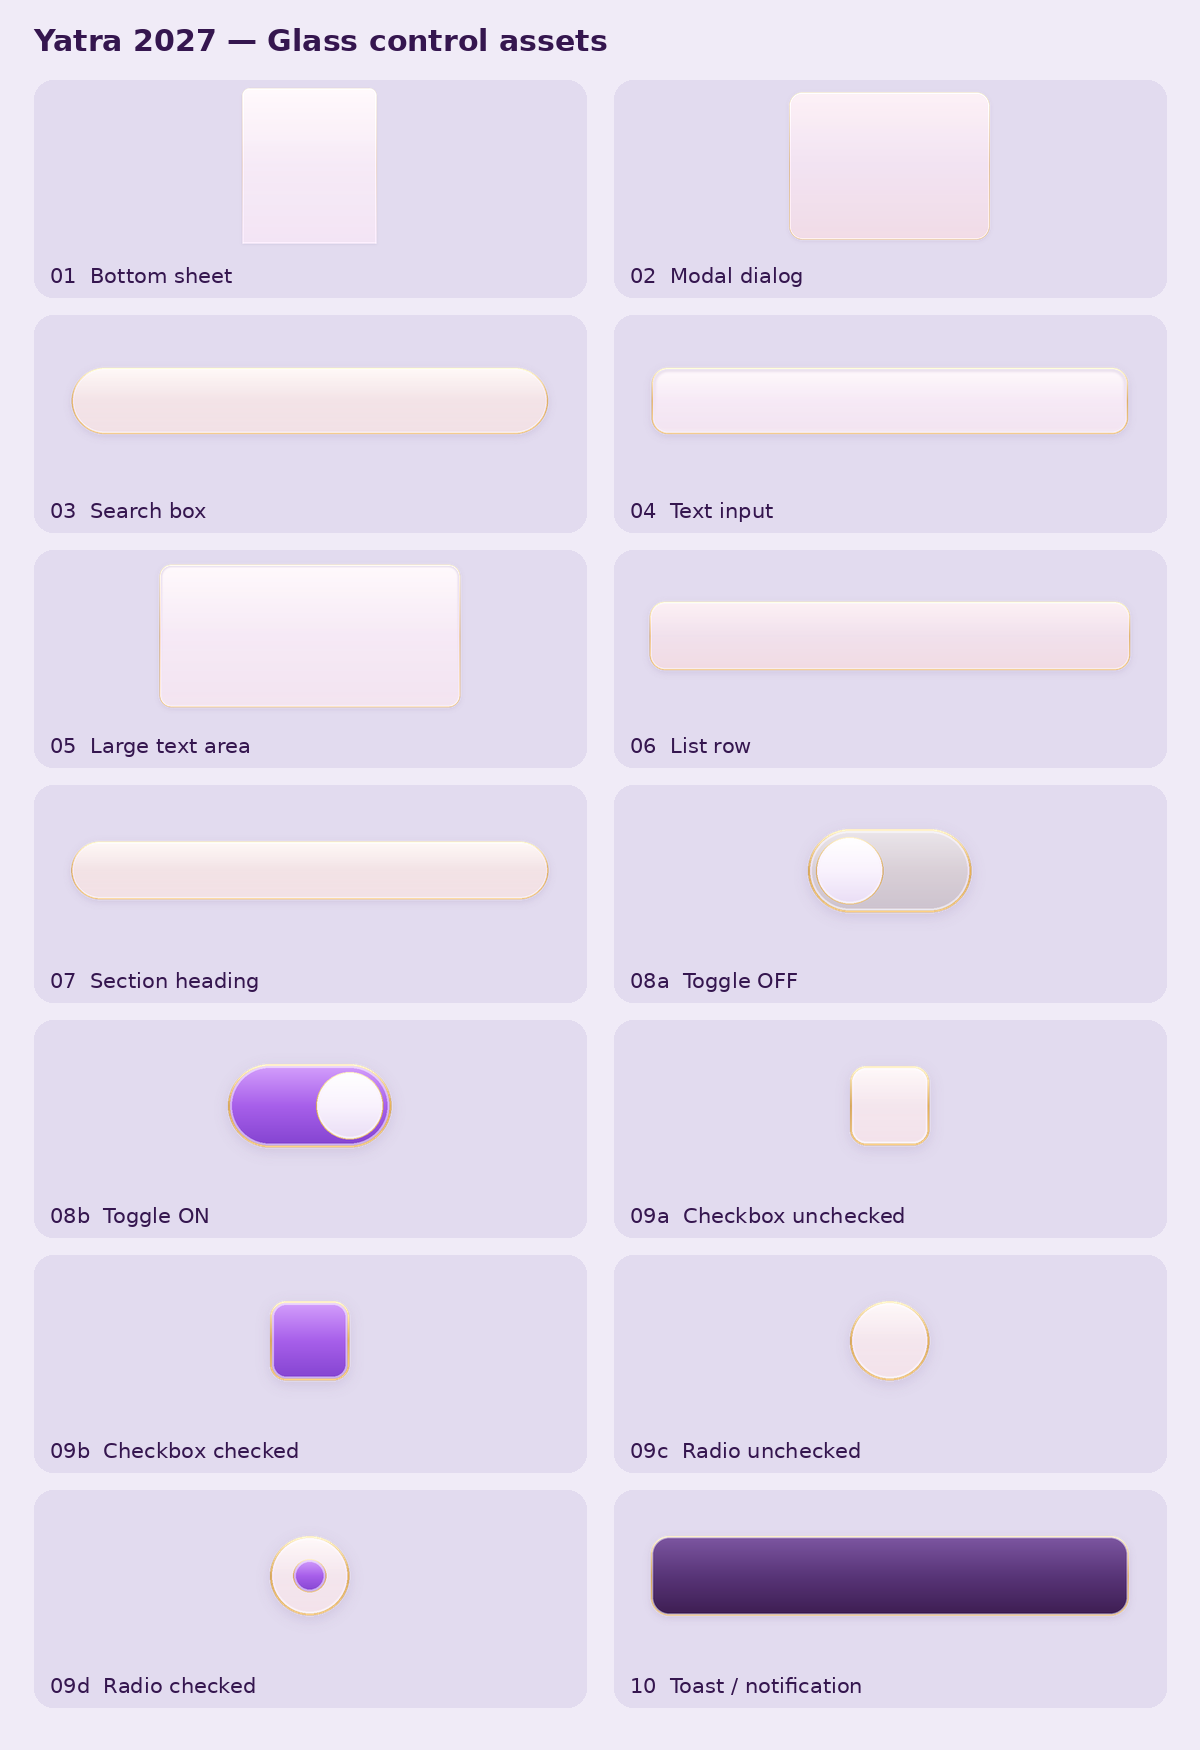 Yatra 2027 — Glass control assets
01 Bottom sheet
02 Modal dialog
03 Search box
04 Text input
05 Large text area
06 List row
07 Section heading
08a Toggle OFF
08b Toggle ON
09a Checkbox unchecked
09b Checkbox checked
09c Radio unchecked
09d Radio checked
10 Toast / notification